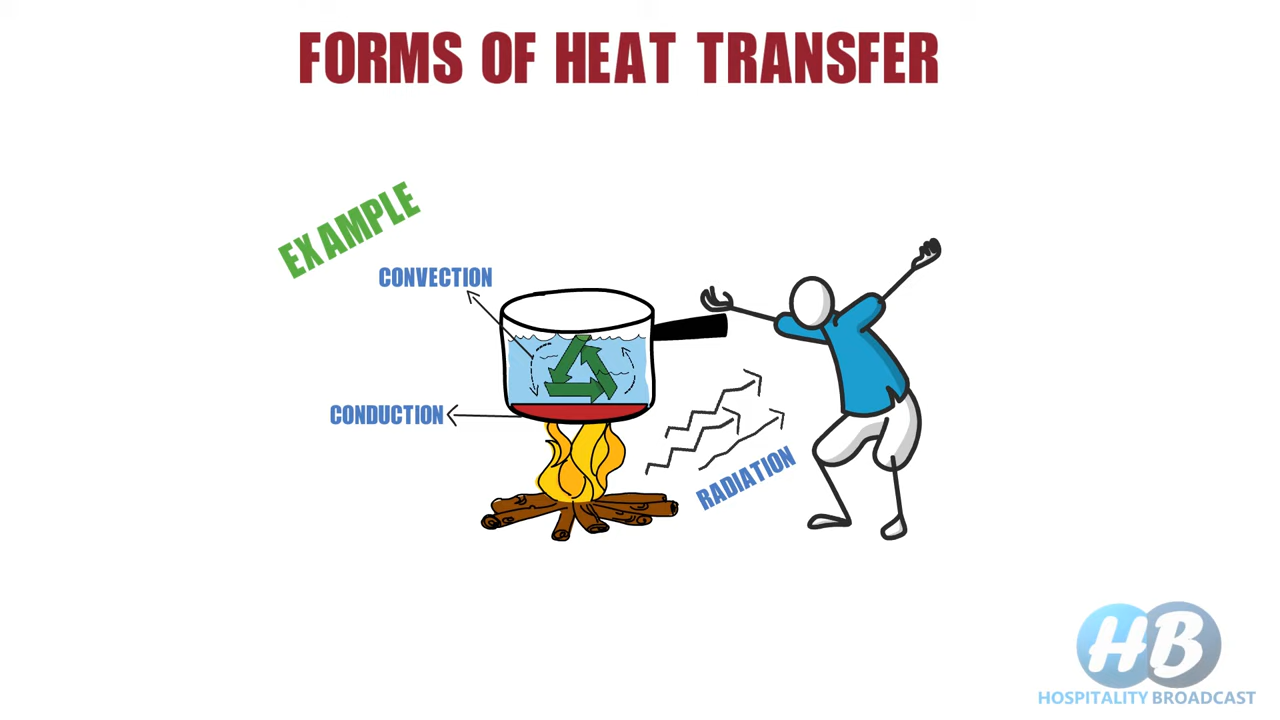 FORMS OF HEAT TRANSFER
EXAMPLE
CONVECTION
CONDUCTION
RADIATION
HB
HOSPITALITY BROADCAST